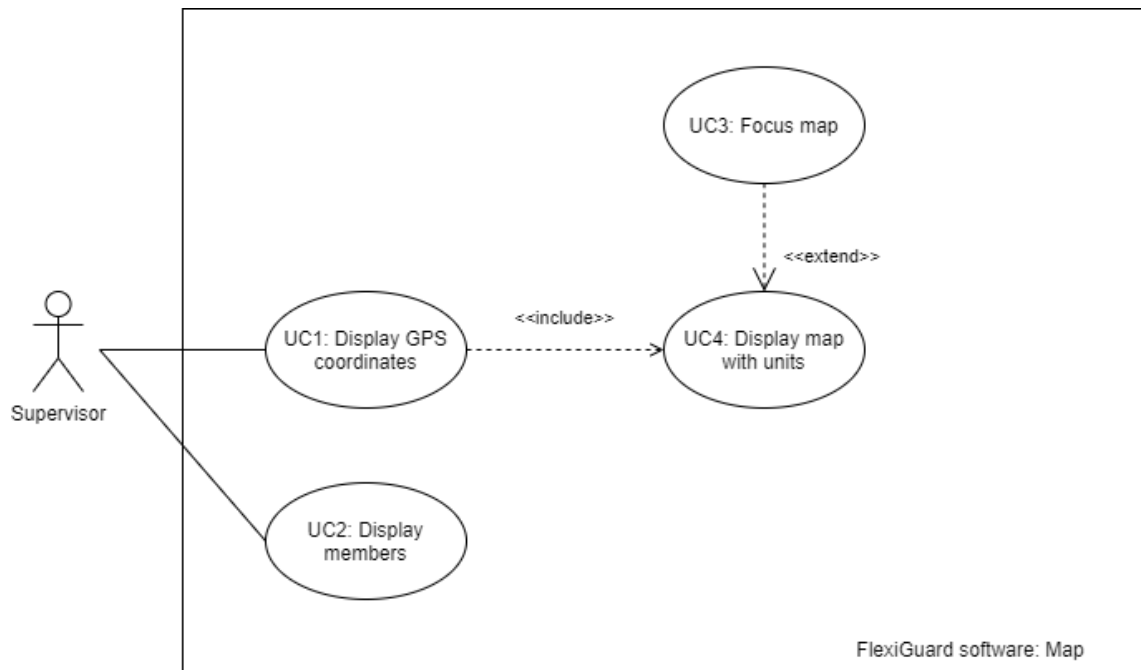 UC3: Focus map
<<extend>>
<<include>>
UC1: Display GPS
coordinates
UC4: Display map
with units
Supervisor
UC2: Display
members
FlexiGuard software: Map